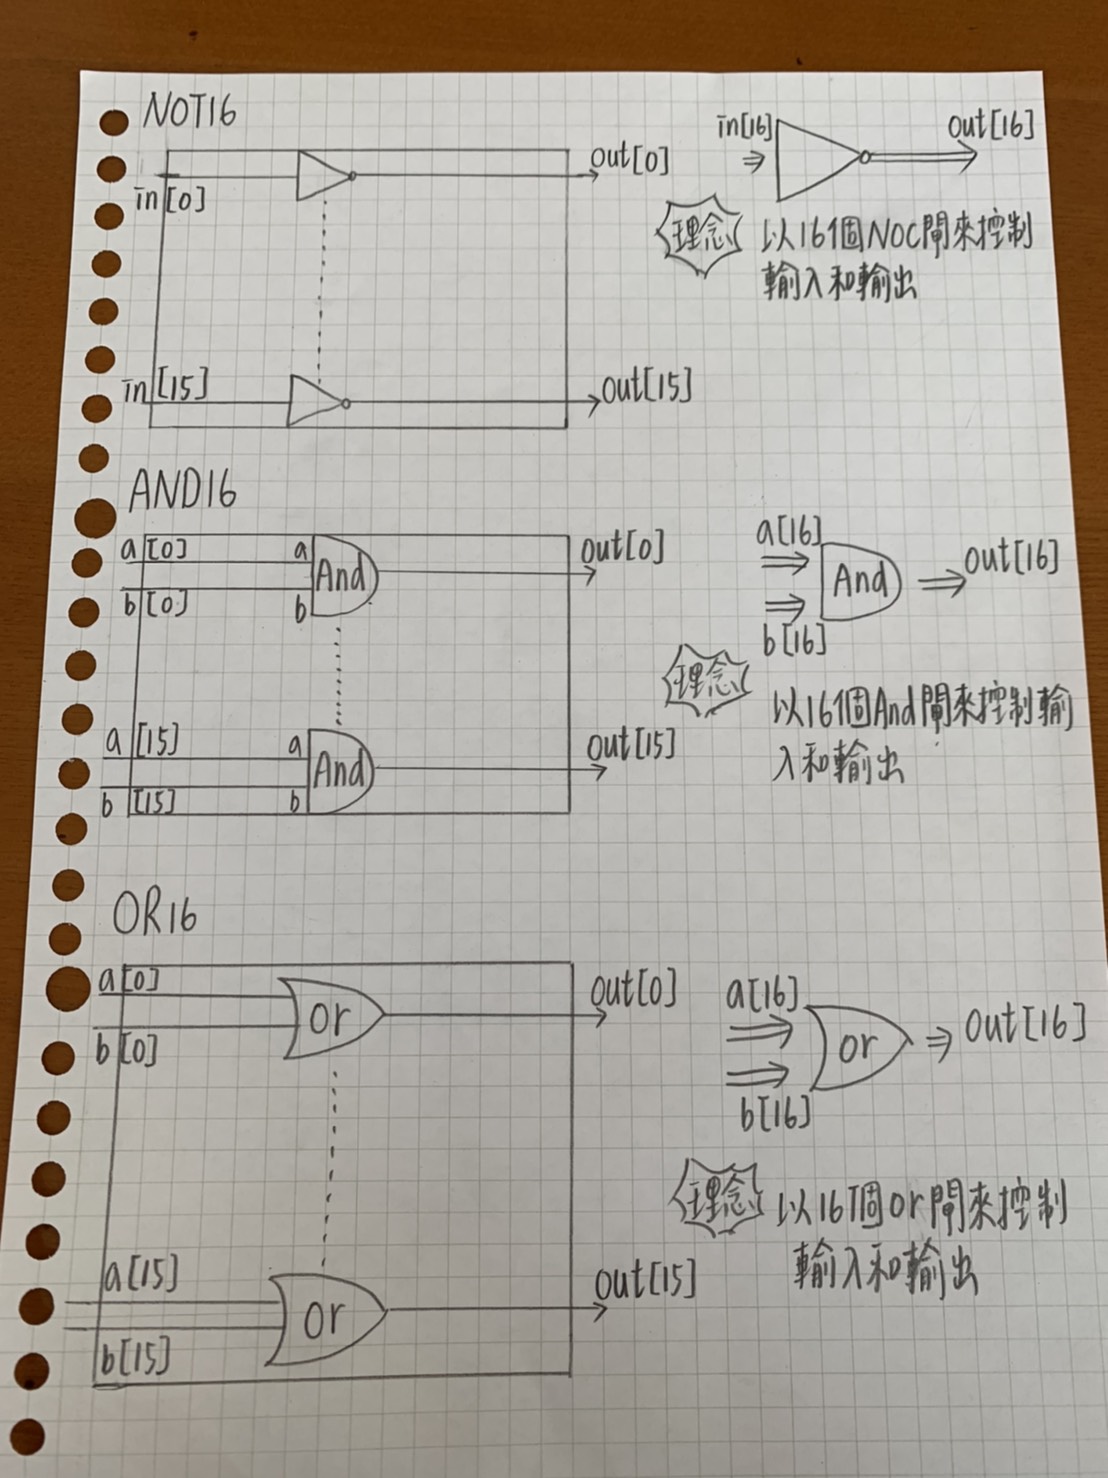 NOT16
in[0]
out[0]
in[15]
out[15]
in[16]
out[16]
理念
以16個NOC閘來控制
輸入和輸出
AND16
a[0]
b[0]
a
b
And
out[0]
a[15]
b[15]
a
b
And
out[15]
a[16]
b[16]
And
out[16]
理念
以16個And閘來控制輸
入和輸出
OR16
a[0]
b[0]
or
out[0]
a[15]
b[15]
or
out[15]
a[16]
b[16]
or
out[16]
理念
以16個or閘來控制
輸入和輸出